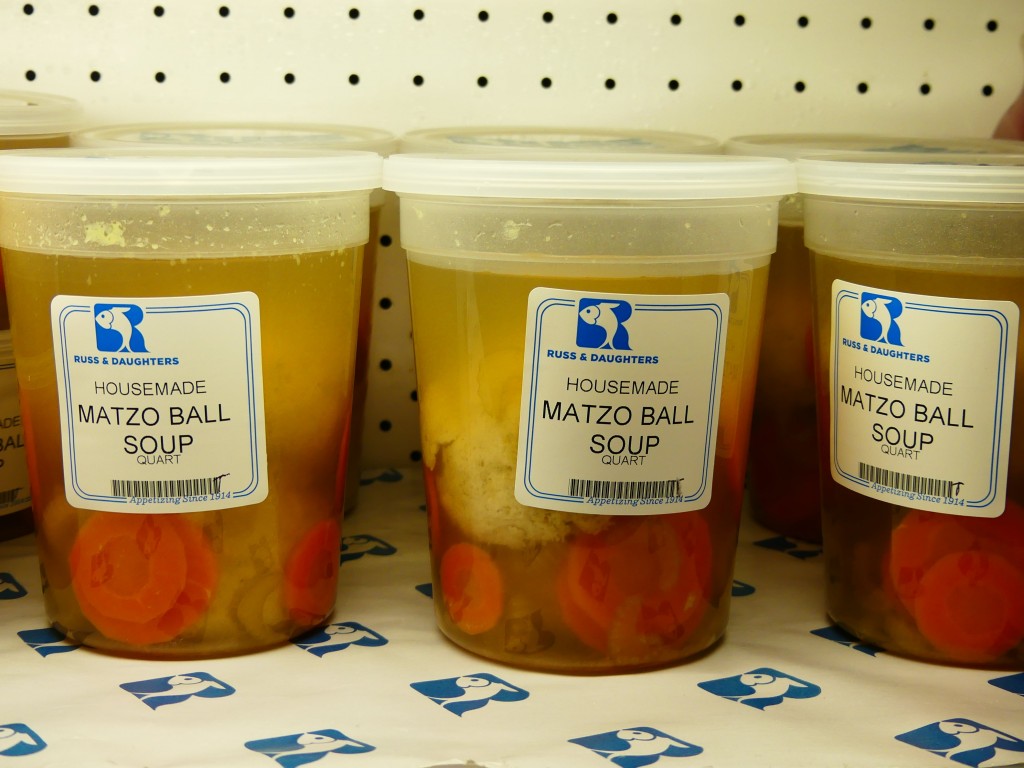 RUSS & DAUGHTERS
HOUSEMADE
MATZO BALL
SOUP
QUART
Appetizing Since 1914
RUSS & DAUGHTERS
HOUSEMADE
MATZO BALL
SOUP
QUART
Appetizing Since 1914
RUSS & DAUGHTERS
HOUSEMADE
MATZO BALL
SOUP
QUART
Appetizing Since 1914